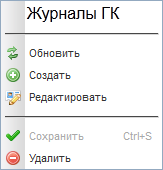 Журналы ГК
Обновить
Создать
Редактировать
Сохранить Ctrl+S
Удалить